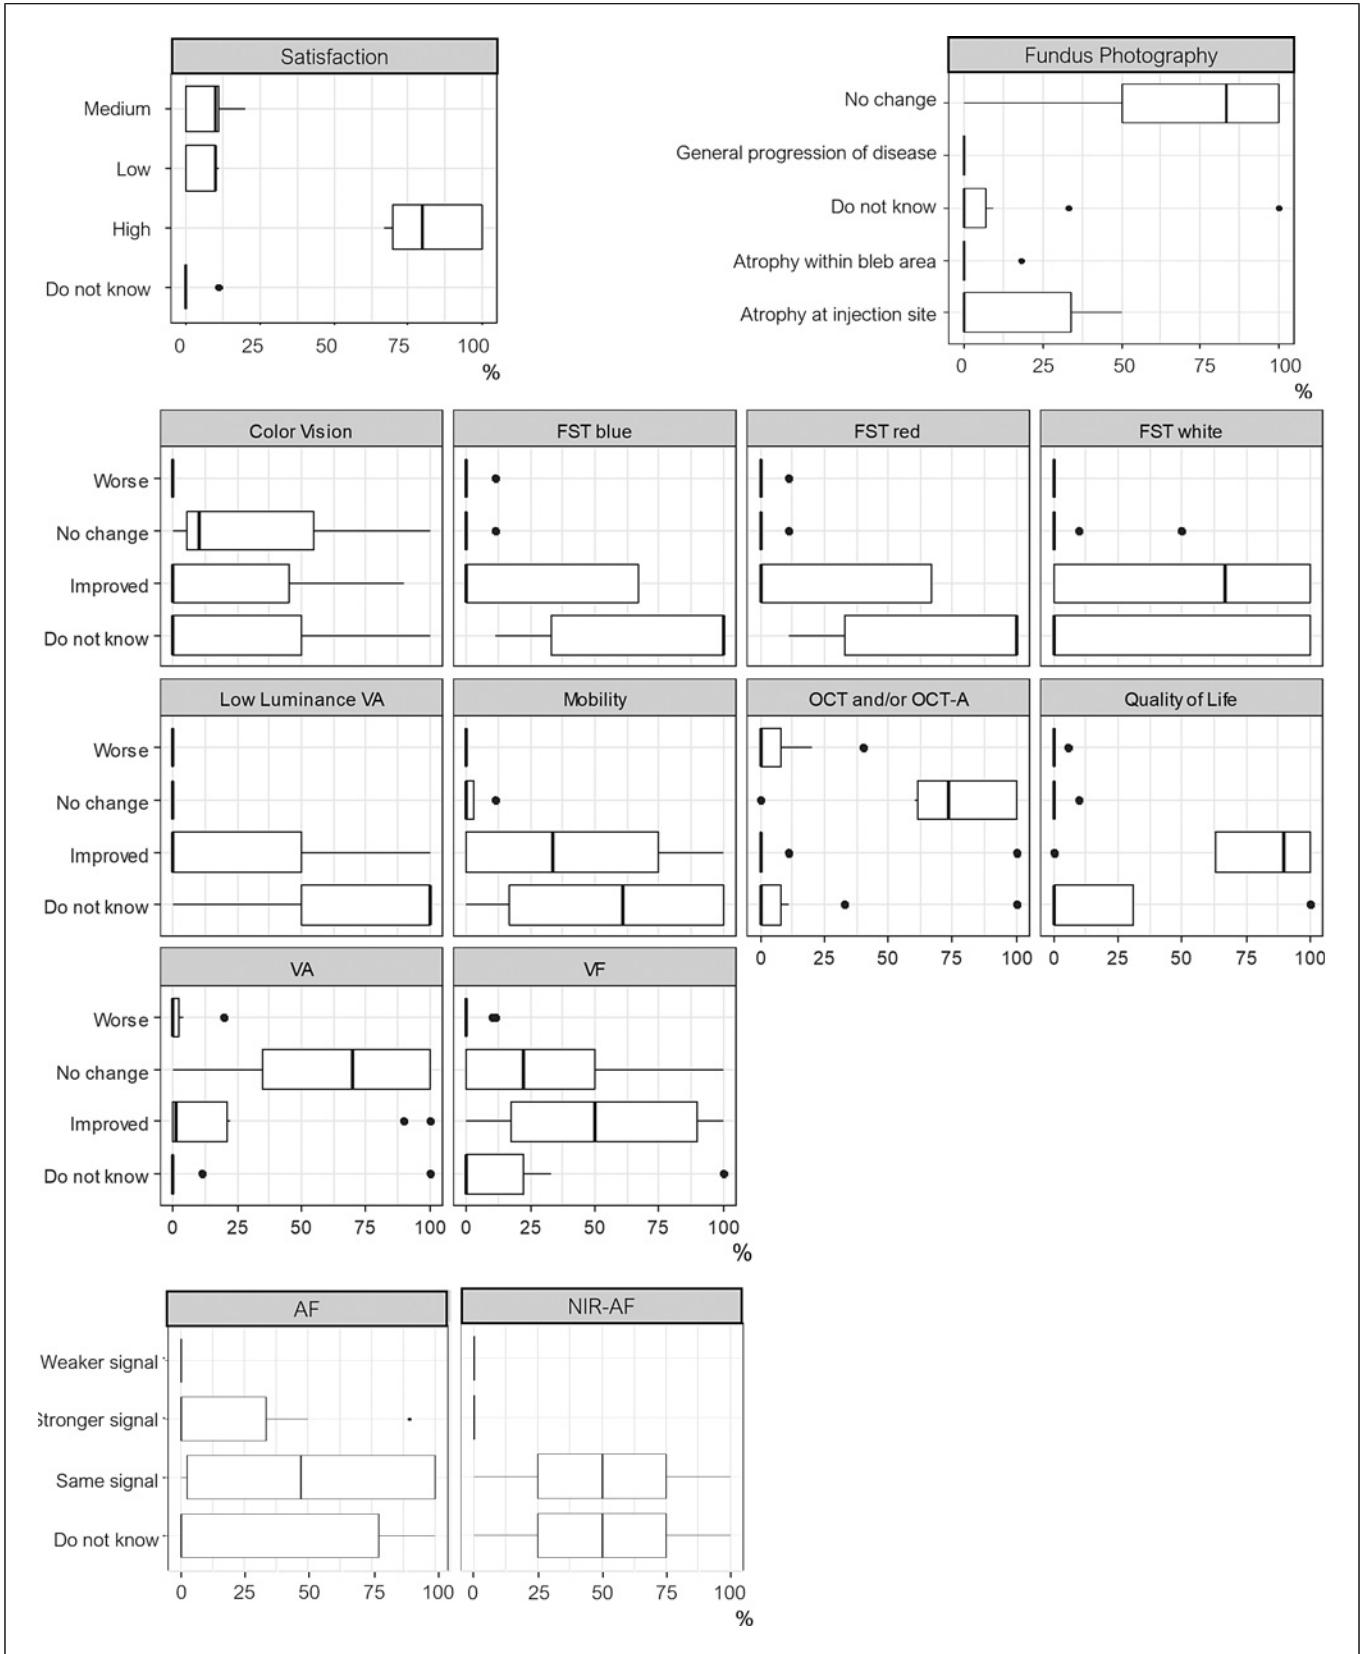 Satisfaction
Medium
Low
High
Do not know
0 25 50 75 100
%
Fundus Photography
No change
General progression of disease
Do not know
Atrophy within bleb area
Atrophy at injection site
0 25 50 75 100
%
Color Vision FST blue FST red FST white
Worse
No change
Improved
Do not know
Low Luminance VA Mobility OCT and/or OCT-A Quality of Life
Worse
No change
Improved
Do not know
0 25 50 75 100 0 25 50 75 100
VA VF
Worse
No change
Improved
Do not know
0 25 50 75 100 0 25 50 75 100
%
AF NIR-AF
Weaker signal
Stronger signal
Same signal
Do not know
0 25 50 75 100 0 25 50 75 100
%